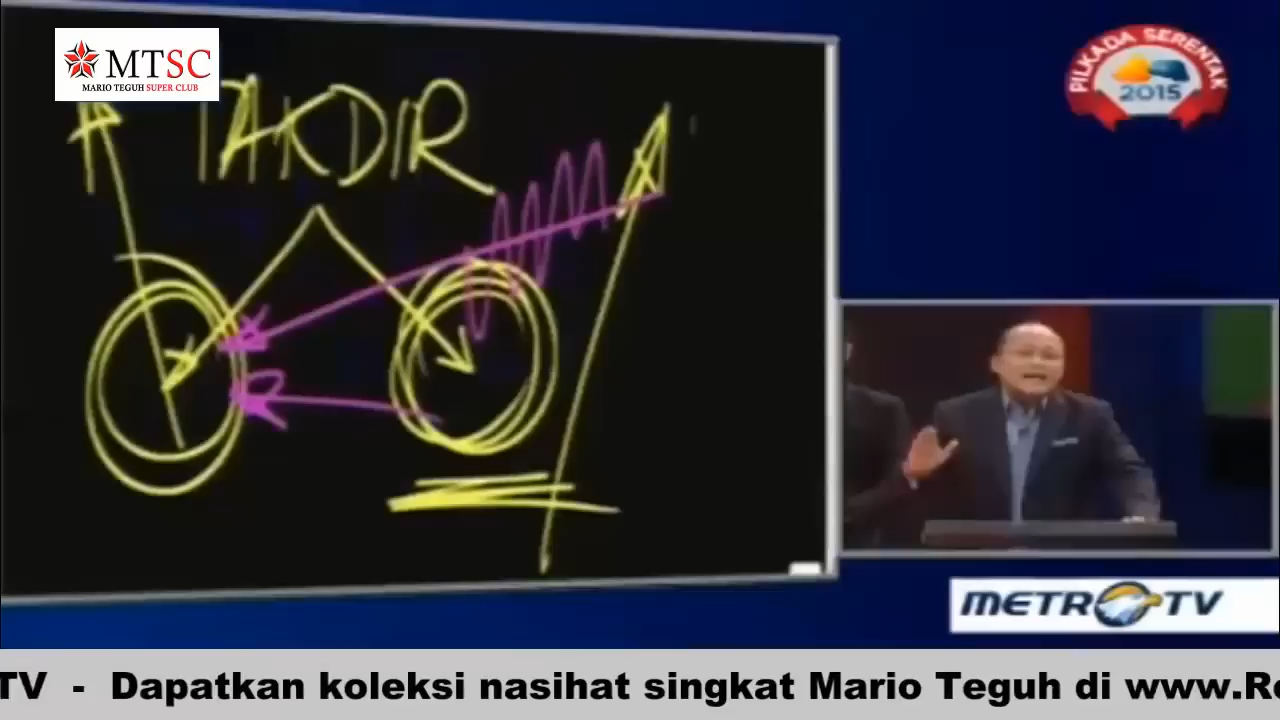 MTSC
MARIO TEGUH SUPER CLUB
PILKADA SERENTAK
2015
TAKDIR
METRO TV
TV - Dapatkan koleksi nasihat singkat Mario Teguh di www.Re